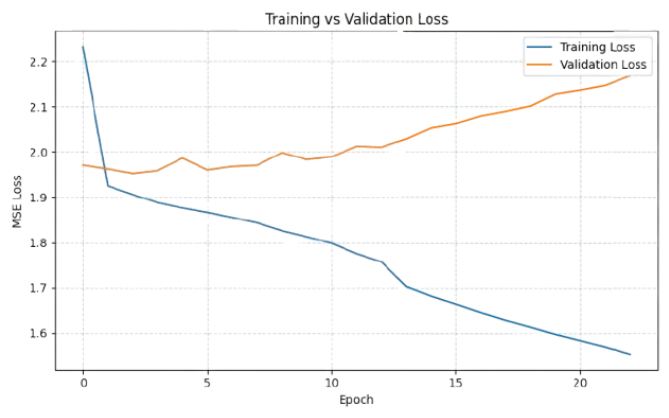 Training vs Validation Loss
Training Loss
Validation Loss
2.2
2.1
2.0
1.9
1.8
1.7
1.6
MSE Loss
0
5
10
15
20
Epoch